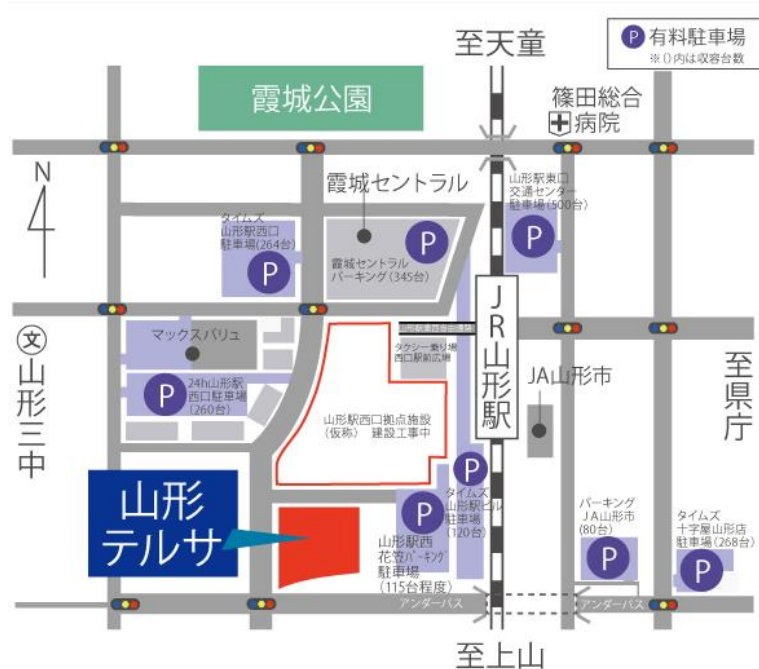 至天童
P 有料駐車場
※()内は収容台数
霞城公園
篠田総合
病院
N
霞城セントラル
山形駅東口
交通センター
駐車場(500台)
P
タイムズ
山形駅西口
駐車場(264台)
P
P
霞城セントラル
パーキング(345台)
JR山形駅
マックスバリュ
タクシー乗り場
西口駅前広場
文
山形三中
JA山形市
至県庁
24h山形駅
西口駐車場
(260台)
P
山形駅西口拠点施設
(仮称) 建設工事中
P
山形
テルサ
P
タイムズ
山形駅ビル
駐車場
(120台)
パーキング
JA山形市
(80台)
P
タイムズ
十字屋山形店
駐車場(268台)
P
山形駅西
花笠パーキング
駐車場
(115台程度)
アンダーパス
アンダーパス
至上山